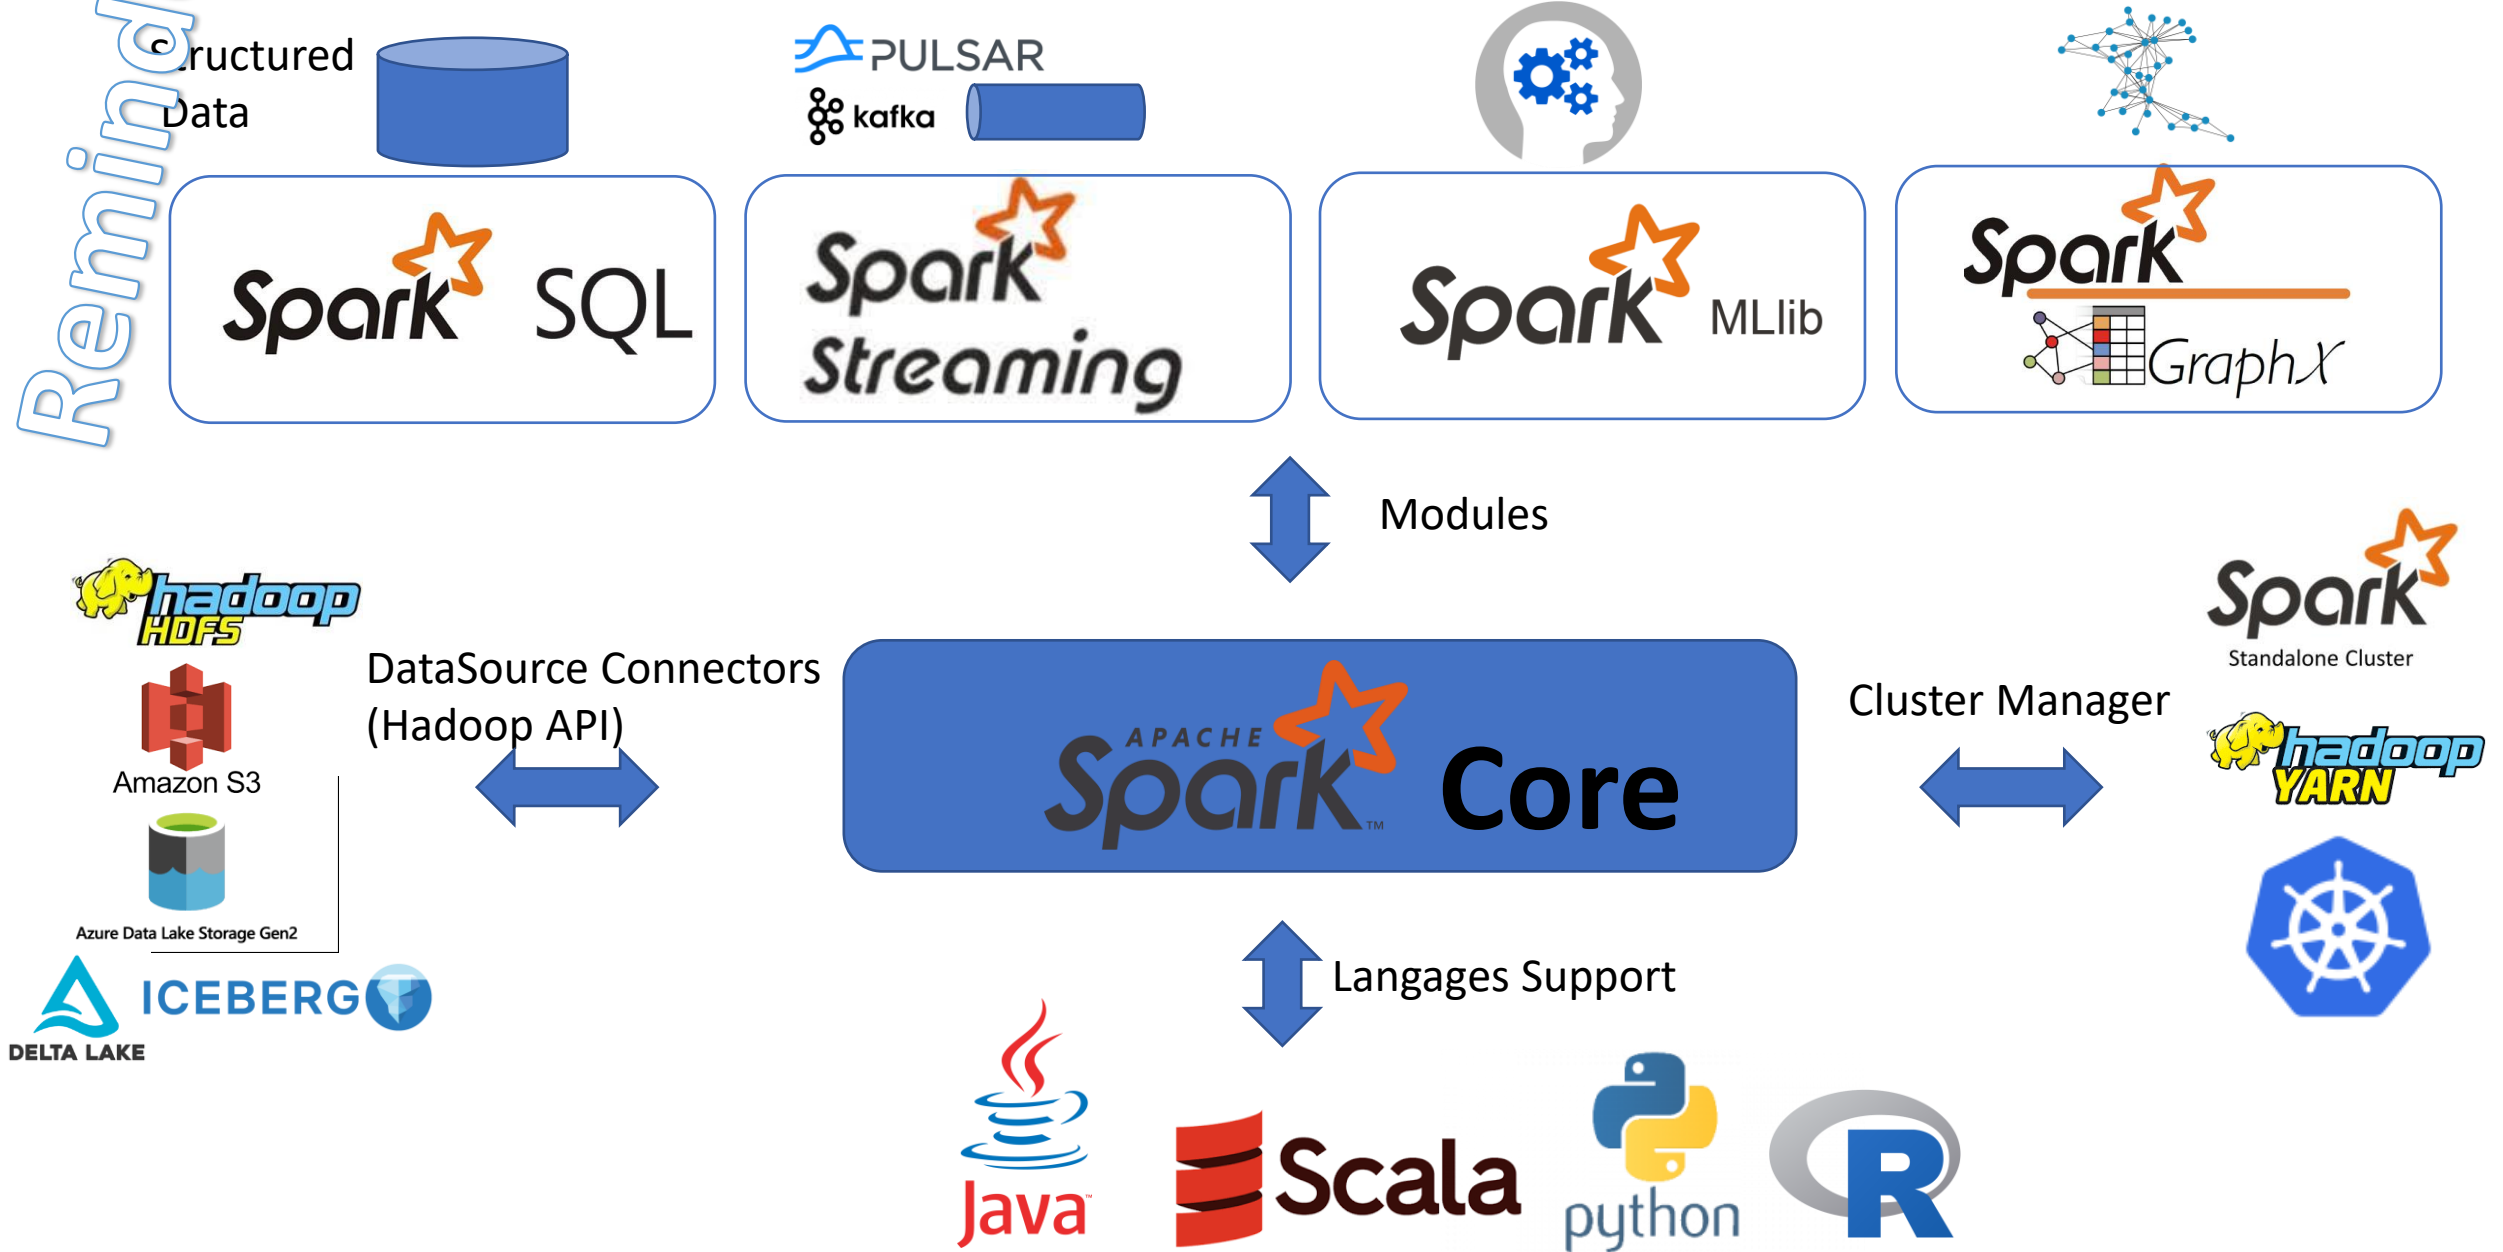 Remind
Structured
Data
PULSAR
kafka
Spark SQL
Spark
Streaming
Spark MLlib
Spark
GraphX
Modules
hadoop
HDFS
Amazon S3
Azure Data Lake Storage Gen2
DELTA LAKE
ICEBERG
DataSource Connectors
(Hadoop API)
APACHE
Spark™ Core
Cluster Manager
Spark
Standalone Cluster
hadoop
YARN
Langages Support
Java™
Scala
python
R